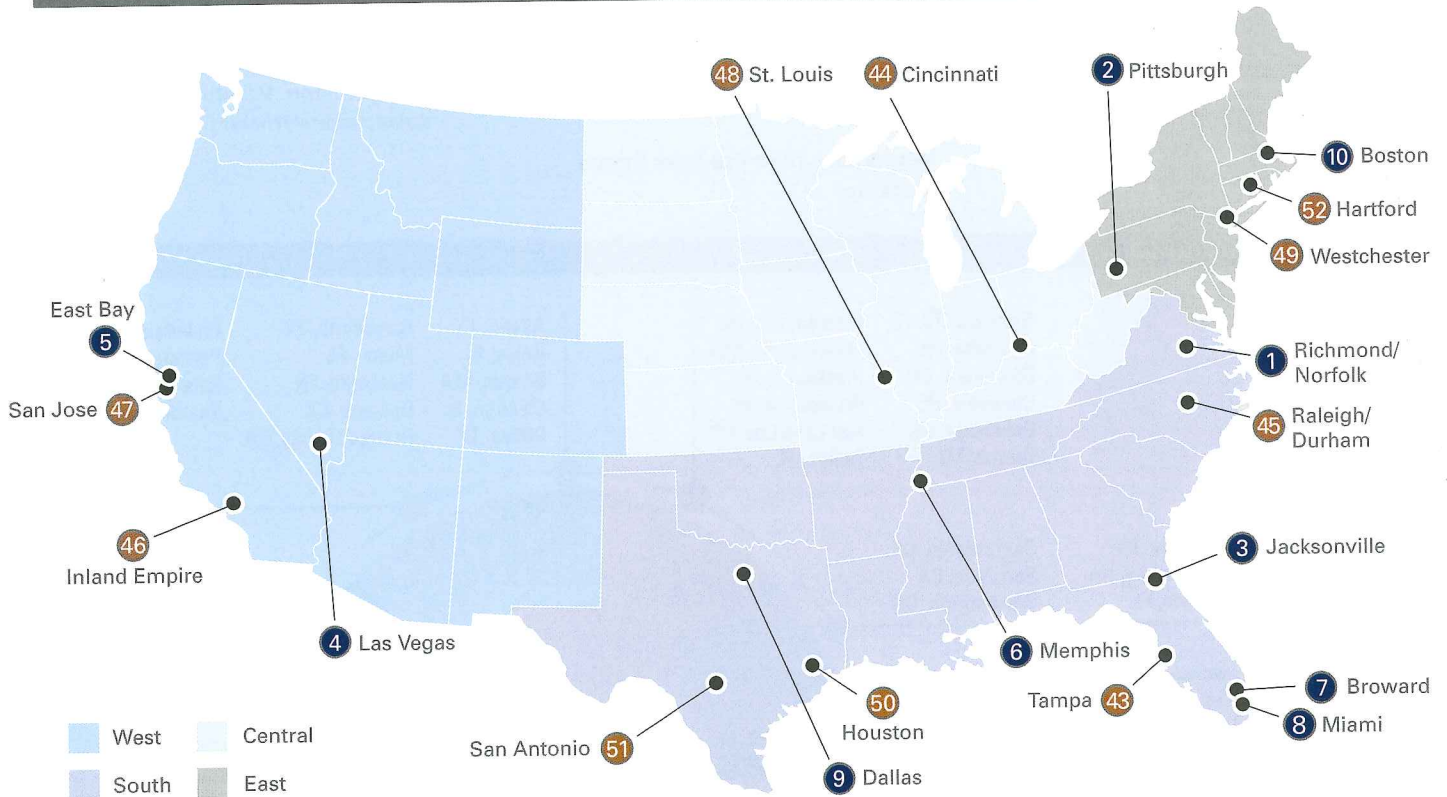 48 St. Louis
44 Cincinnati
2 Pittsburgh
10 Boston
52 Hartford
49 Westchester
East Bay
5
San Jose 47
1 Richmond/
Norfolk
45 Raleigh/
Durham
46
Inland Empire
3 Jacksonville
4 Las Vegas
6 Memphis
Tampa 43
7 Broward
8 Miami
50
Houston
San Antonio 51
9 Dallas
West
Central
South
East